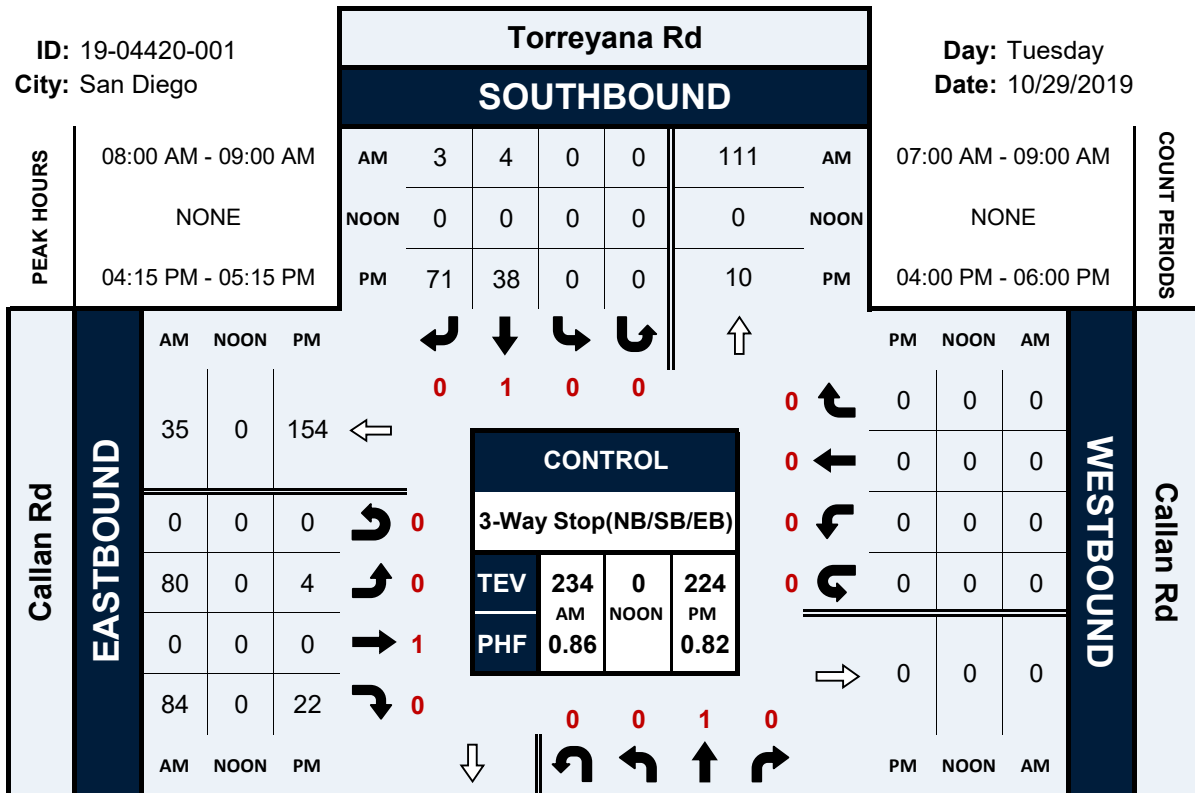 Torreyana Rd
ID: 19-04420-001
City: San Diego
Day: Tuesday
Date: 10/29/2019
SOUTHBOUND
PEAK HOURS
08:00 AM - 09:00 AM
NONE
04:15 PM - 05:15 PM
AM 3 4 0 0 111 AM
NOON 0 0 0 0 0 NOON
PM 71 38 0 0 10 PM
07:00 AM - 09:00 AM
NONE
04:00 PM - 06:00 PM
COUNT PERIODS
0 1 0 0
Callan Rd
EASTBOUND
AM NOON PM
35 0 154
0 0 0 0
80 0 4 0
0 0 0 1
84 0 22 0
AM NOON PM
CONTROL
3-Way Stop(NB/SB/EB)
TEV 234 0 224
AM NOON PM
PHF 0.86 0.82
PM NOON AM
0 0 0 0
0 0 0 0
0 0 0 0
0 0 0 0
0 0 0
PM NOON AM
WESTBOUND
Callan Rd
0 0 1 0